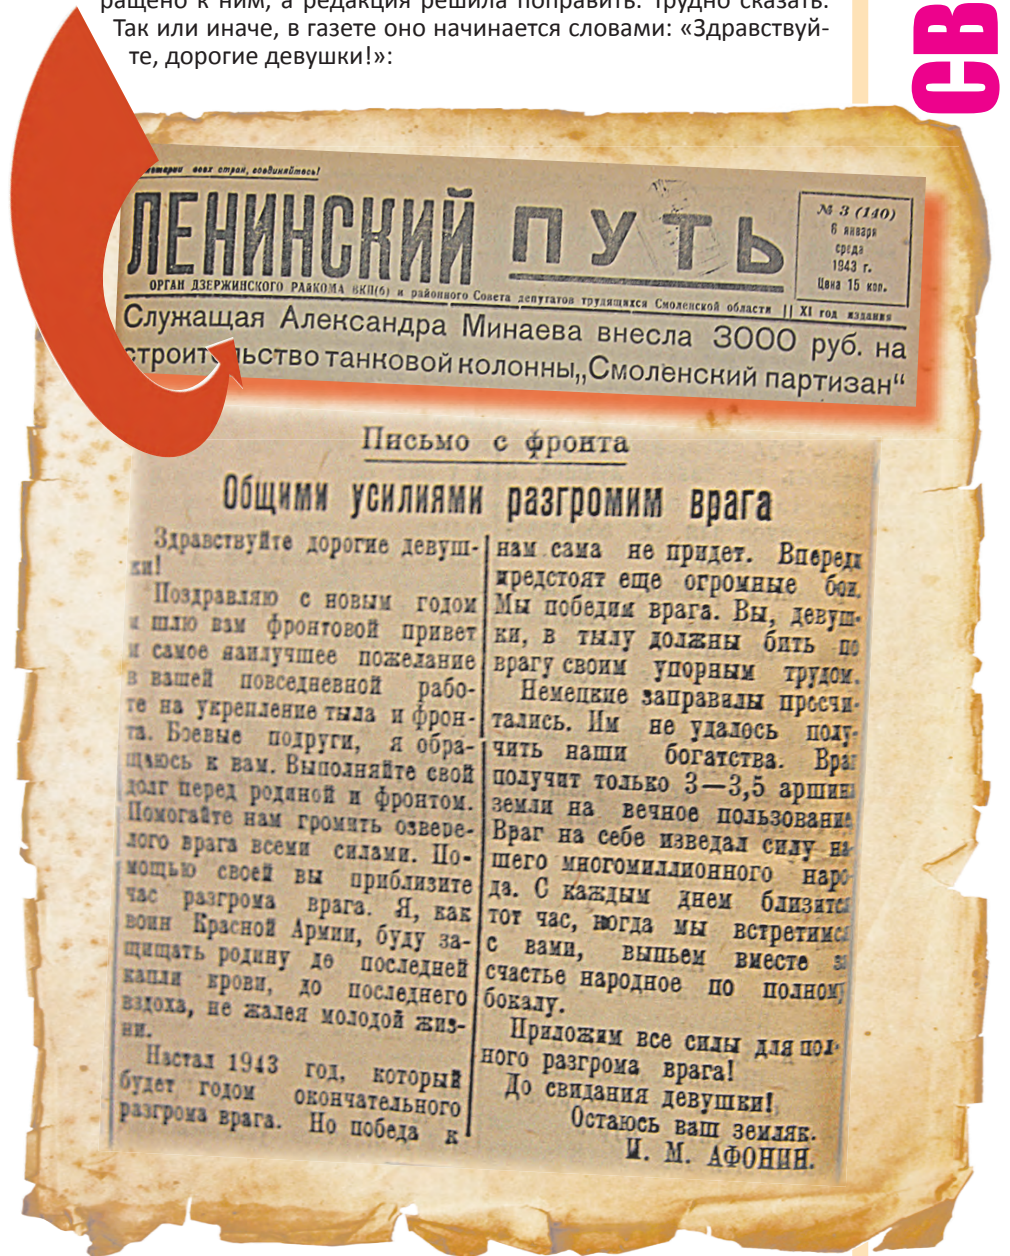 ращено к ним, а редакция решила поправить. Трудно сказать.
Так или иначе, в газете оно начинается словами: «Здравствуй-
те, дорогие девушки!»:
СВ
всех стран, соединяйтесь!
ЛЕНИНСКИЙ ПУТЬ
№ 3 (140)
6 января
среда
1943 г.
Цена 15 коп.
ОРГАН ДЗЕРЖИНСКОГО РАЙКОМА ВКП(б) и районного Совета депутатов трудящихся Смоленской области || XI год издания
Служащая Александра Минаева внесла 3000 руб. на
строительство танковой колонны „Смоленский партизан“
Письмо с фронта
Общими усилиями разгромим врага
Здравствуйте дорогие девуш-
ки!
Поздравляю с новым годом
и шлю вам фронтовой привет
и самое наилучшее пожелание
в вашей повседневной рабо-
те на укрепление тыла и фрон-
та. Боевые подруги, я обра-
щаюсь к вам. Выполняйте свой
долг перед родиной и фронтом.
Помогайте нам громить озвере-
лого врага всеми силами. По-
мощью своей вы приблизите
час разгрома врага. Я, как
воин Красной Армии, буду за-
щищать родину до последней
капли крови, до последнего
вздоха, не жалея молодой жиз-
ни.
Настал 1943 год, который
будет годом окончательного
разгрома врага. Но победа к
нам сама не придет. Впереди
предстоят еще огромные бои.
Мы победим врага. Вы, девуш-
ки, в тылу должны бить по
врагу своим упорным трудом.
Немецкие заправилы просчи-
тались. Им не удалось полу-
чить наши богатства. Враг
получит только 3—3,5 аршина
земли на вечное пользование
Враг на себе изведал силу на-
шего многомиллионного наро-
да. С каждым днем близится
тот час, когда мы встретимся
с вами, выпьем вместе за
счастье народное по полному
бокалу.
Приложим все силы для пол-
ного разгрома врага!
До свидания девушки!
Остаюсь ваш земляк.
И. М. АФОНИН.